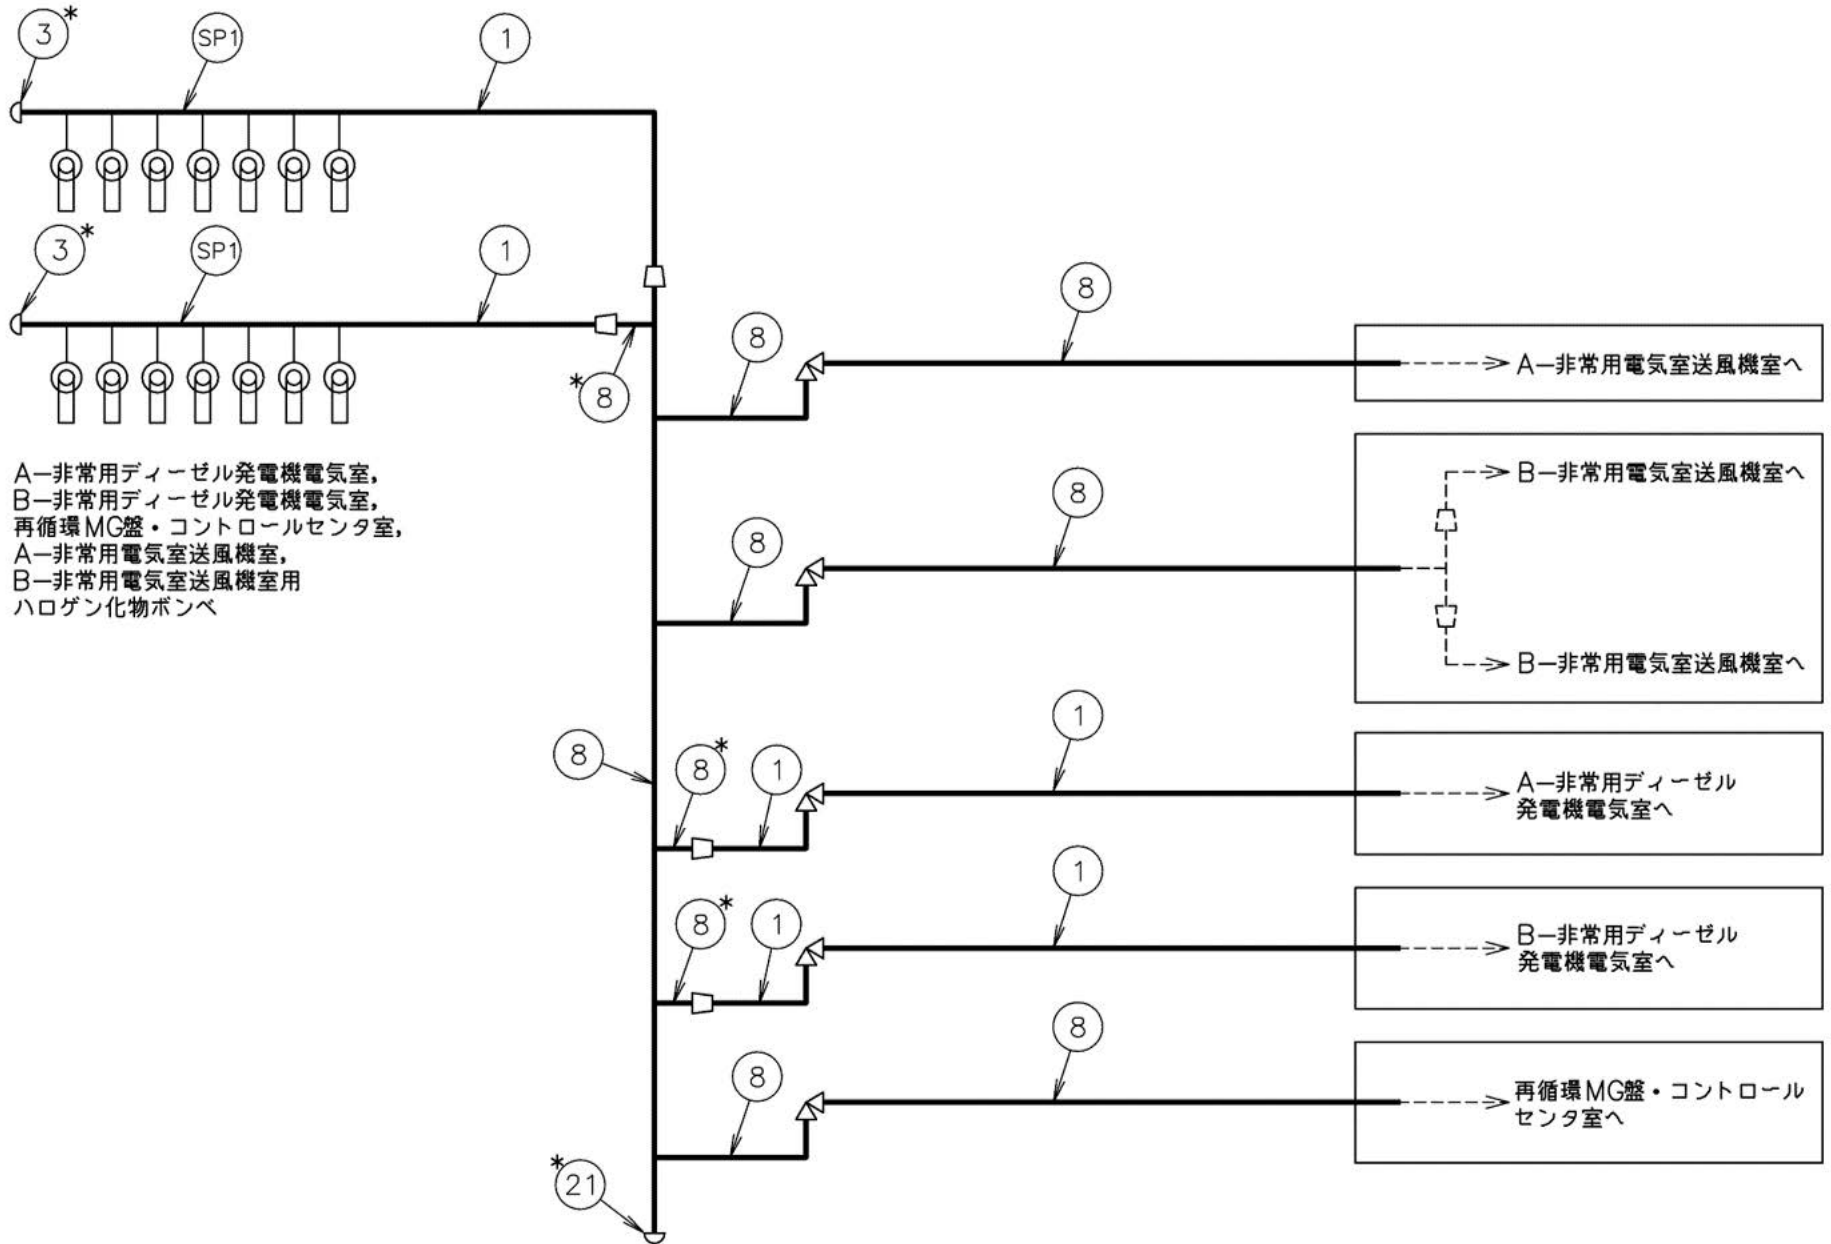 3*
SP1
1
3*
SP1
1
*8
8
8
A-非常用電気室送風機室へ
A-非常用ディーゼル発電機電気室,
B-非常用ディーゼル発電機電気室,
再循環MG盤・コントロールセンタ室,
A-非常用電気室送風機室,
B-非常用電気室送風機室用
ハロゲン化物ボンベ
8
8
B-非常用電気室送風機室へ
B-非常用電気室送風機室へ
8
8*
1
1
A-非常用ディーゼル
発電機電気室へ
8*
1
1
B-非常用ディーゼル
発電機電気室へ
8
8
再循環MG盤・コントロール
センタ室へ
*21